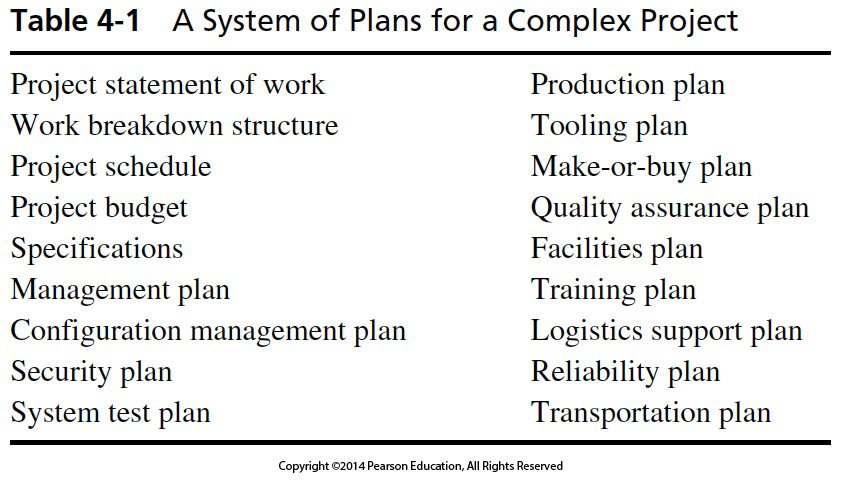 Table 4-1 A System of Plans for a Complex Project
Project statement of work
Work breakdown structure
Project schedule
Project budget
Specifications
Management plan
Configuration management plan
Security plan
System test plan
Production plan
Tooling plan
Make-or-buy plan
Quality assurance plan
Facilities plan
Training plan
Logistics support plan
Reliability plan
Transportation plan
Copyright ©2014 Pearson Education, All Rights Reserved